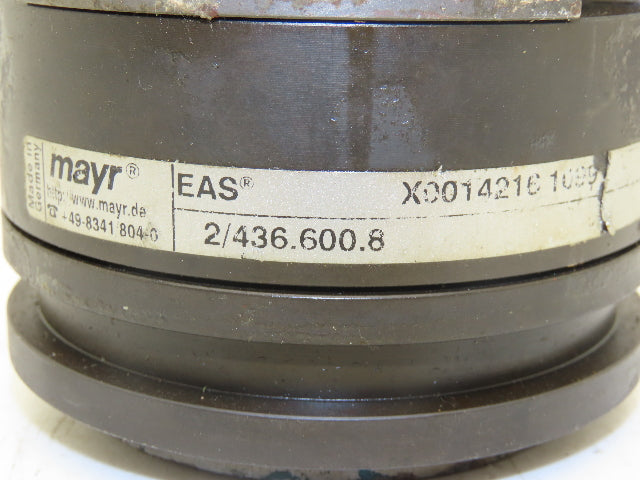 Made in
Germany
mayr®
http://www.mayr.de
☎ +49-8341 804-0
EAS® X0014216 1099
2/436.600.8